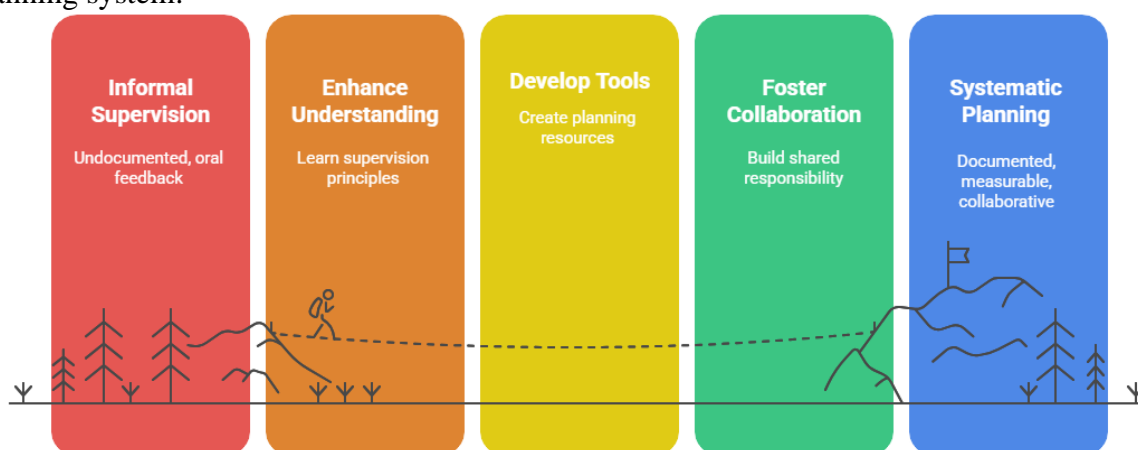 system.
Informal
Supervision
Undocumented, oral
feedback
Enhance
Understanding
Learn supervision
principles
Develop Tools
Create planning
resources
Foster
Collaboration
Build shared
responsibility
Systematic
Planning
Documented,
measurable,
collaborative